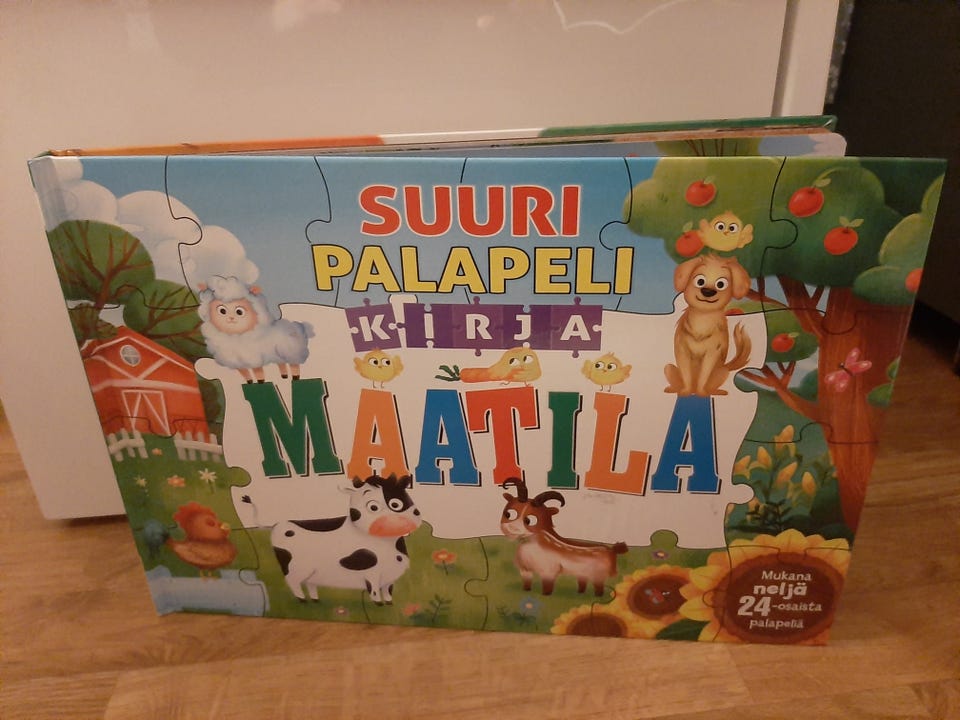 SUURI
PALAPELI
KIRJA
MAATILA
Mukana
neljä
24-osaista
palapeliä